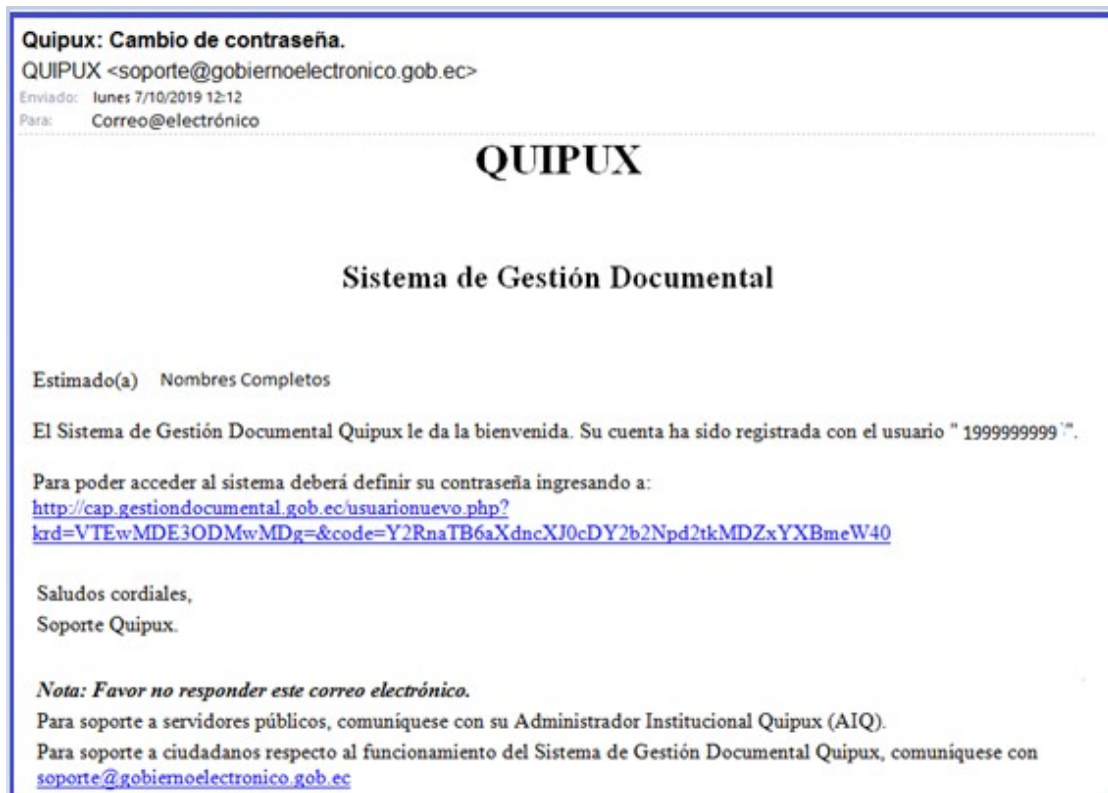 Quipux: Cambio de contraseña.
QUIPUX <soporte@gobiernoelectronico.gob.ec>
Enviado: lunes 7/10/2019 12:12
Para: Correo@electrónico
QUIPUX
Sistema de Gestión Documental
Estimado(a) Nombres Completos
El Sistema de Gestión Documental Quipux le da la bienvenida. Su cuenta ha sido registrada con el usuario " 1999999999 ".
Para poder acceder al sistema deberá definir su contraseña ingresando a:
http://cap.gestiondocumental.gob.ec/usuarionuevo.php?
krd=VTEwMDE3ODMwMDg=&code=Y2RnaTB6aXdncXJ0cDY2b2Npd2tkMDZxYXBmeW40
Saludos cordiales,
Soporte Quipux.
Nota: Favor no responder este correo electrónico.
Para soporte a servidores públicos, comuníquese con su Administrador Institucional Quipux (AIQ).
Para soporte a ciudadanos respecto al funcionamiento del Sistema de Gestión Documental Quipux, comuníquese con
soporte@gobiernoelectronico.gob.ec